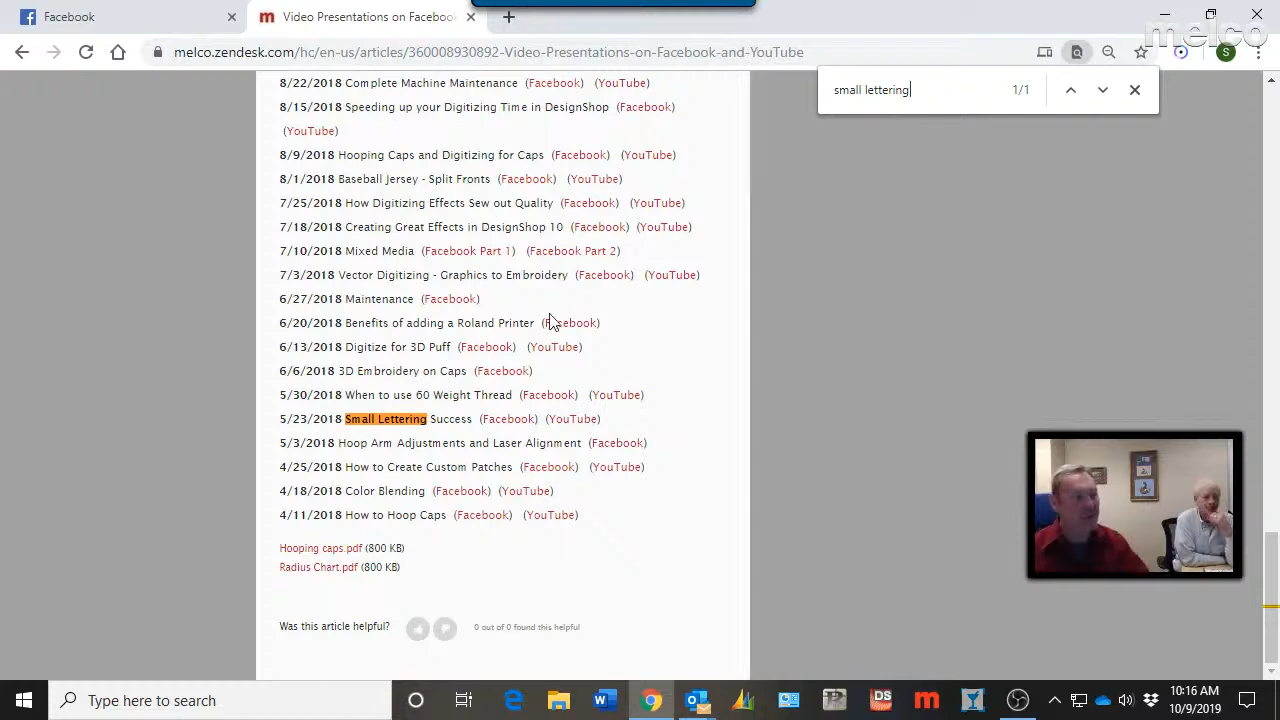 Facebook
Video Presentations on Facebook
melco
melco.zendesk.com/hc/en-us/articles/360008930892-Video-Presentations-on-Facebook-and-YouTube
S
small lettering 1/1
8/22/2018 Complete Machine Maintenance (Facebook) (YouTube)
8/15/2018 Speeding up your Digitizing Time in DesignShop (Facebook)
(YouTube)
8/9/2018 Hooping Caps and Digitizing for Caps (Facebook) (YouTube)
8/1/2018 Baseball Jersey - Split Fronts (Facebook) (YouTube)
7/25/2018 How Digitizing Effects Sew out Quality (Facebook) (YouTube)
7/18/2018 Creating Great Effects in DesignShop 10 (Facebook) (YouTube)
7/10/2018 Mixed Media (Facebook Part 1) (Facebook Part 2)
7/3/2018 Vector Digitizing - Graphics to Embroidery (Facebook) (YouTube)
6/27/2018 Maintenance (Facebook)
6/20/2018 Benefits of adding a Roland Printer (Facebook)
6/13/2018 Digitize for 3D Puff (Facebook) (YouTube)
6/6/2018 3D Embroidery on Caps (Facebook)
5/30/2018 When to use 60 Weight Thread (Facebook) (YouTube)
5/23/2018 Small Lettering Success (Facebook) (YouTube)
5/3/2018 Hoop Arm Adjustments and Laser Alignment (Facebook)
4/25/2018 How to Create Custom Patches (Facebook) (YouTube)
4/18/2018 Color Blending (Facebook) (YouTube)
4/11/2018 How to Hoop Caps (Facebook) (YouTube)
Hooping caps.pdf (800 KB)
Radius Chart.pdf (800 KB)
Was this article helpful? 0 out of 0 found this helpful
Type here to search
DS
10:16 AM
10/9/2019